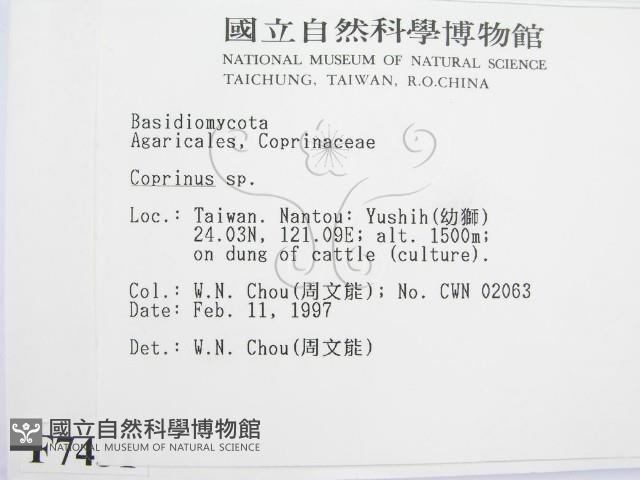 國立自然科學博物館
NATIONAL MUSEUM OF NATURAL SCIENCE
TAICHUNG, TAIWAN, R.O.CHINA
Basidiomycota
Agaricales, Coprinaceae
Coprinus sp.
Loc.: Taiwan. Nantou: Yushih(幼獅)
24.03N, 121.09E; alt. 1500m;
on dung of cattle (culture).
Col.: W.N. Chou(周文能); No. CWN 02063
Date: Feb. 11, 1997
Det.: W.N. Chou(周文能)
國立自然科學博物館
NATIONAL MUSEUM OF NATURAL SCIENCE